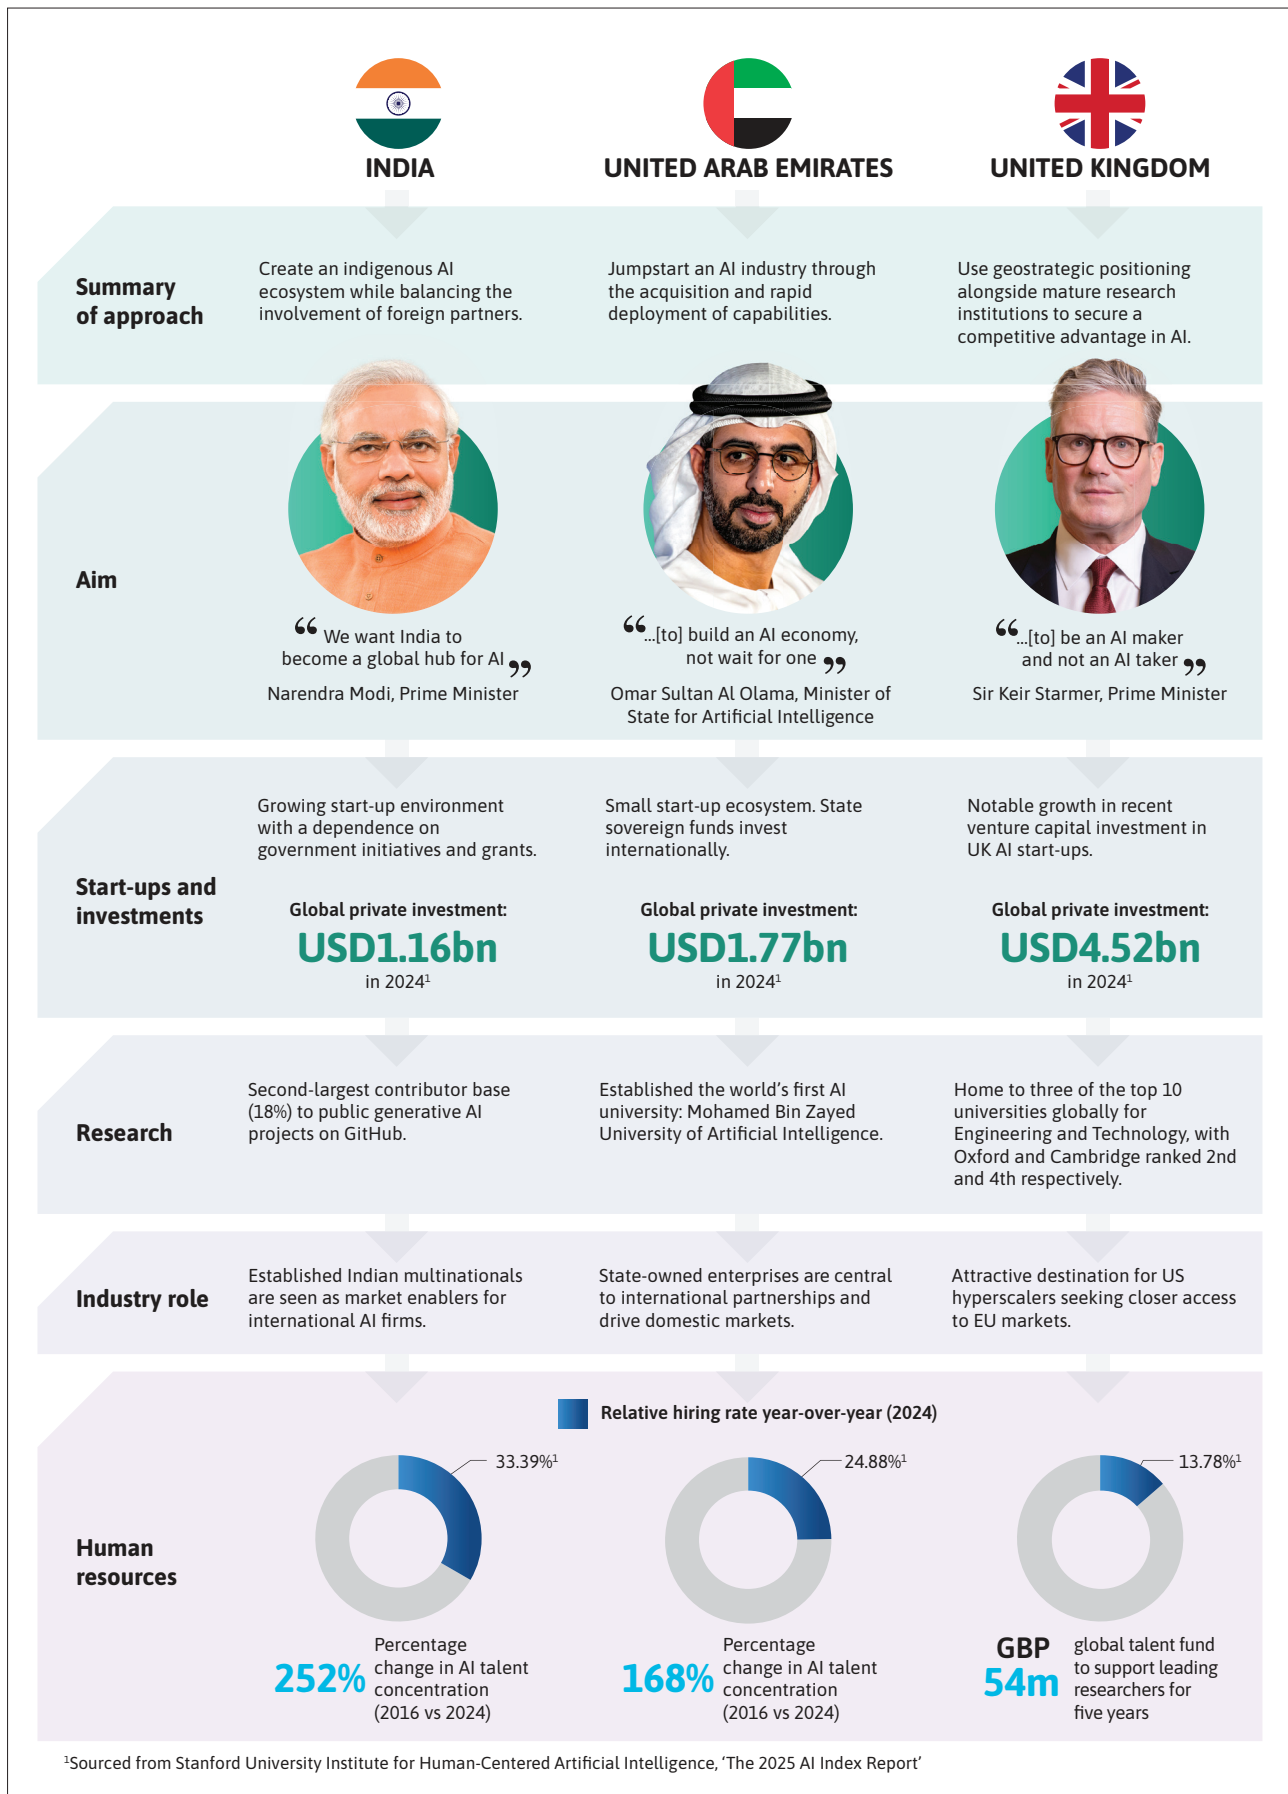 INDIA
UNITED ARAB EMIRATES
UNITED KINGDOM
Summary
of approach
Create an indigenous AI
ecosystem while balancing the
involvement of foreign partners.
Jumpstart an AI industry through
the acquisition and rapid
deployment of capabilities.
Use geostrategic positioning
alongside mature research
institutions to secure a
competitive advantage in AI.
Aim
“ We want India to
become a global hub for AI ”
Narendra Modi, Prime Minister
“ ...[to] build an AI economy,
not wait for one ”
Omar Sultan Al Olama, Minister of
State for Artificial Intelligence
“ ...[to] be an AI maker
and not an AI taker ”
Sir Keir Starmer, Prime Minister
Start-ups and
investments
Growing start-up environment
with a dependence on
government initiatives and grants.
Global private investment:
USD1.16bn
in 2024¹
Small start-up ecosystem. State
sovereign funds invest
internationally.
Global private investment:
USD1.77bn
in 2024¹
Notable growth in recent
venture capital investment in
UK AI start-ups.
Global private investment:
USD4.52bn
in 2024¹
Research
Second-largest contributor base
(18%) to public generative AI
projects on GitHub.
Established the world’s first AI
university: Mohamed Bin Zayed
University of Artificial Intelligence.
Home to three of the top 10
universities globally for
Engineering and Technology, with
Oxford and Cambridge ranked 2nd
and 4th respectively.
Industry role
Established Indian multinationals
are seen as market enablers for
international AI firms.
State-owned enterprises are central
to international partnerships and
drive domestic markets.
Attractive destination for US
hyperscalers seeking closer access
to EU markets.
Human
resources
Relative hiring rate year-over-year (2024)
33.39%¹
24.88%¹
13.78%¹
252%
Percentage
change in AI talent
concentration
(2016 vs 2024)
168%
Percentage
change in AI talent
concentration
(2016 vs 2024)
GBP
54m
global talent fund
to support leading
researchers for
five years
¹Sourced from Stanford University Institute for Human-Centered Artificial Intelligence, ‘The 2025 AI Index Report’